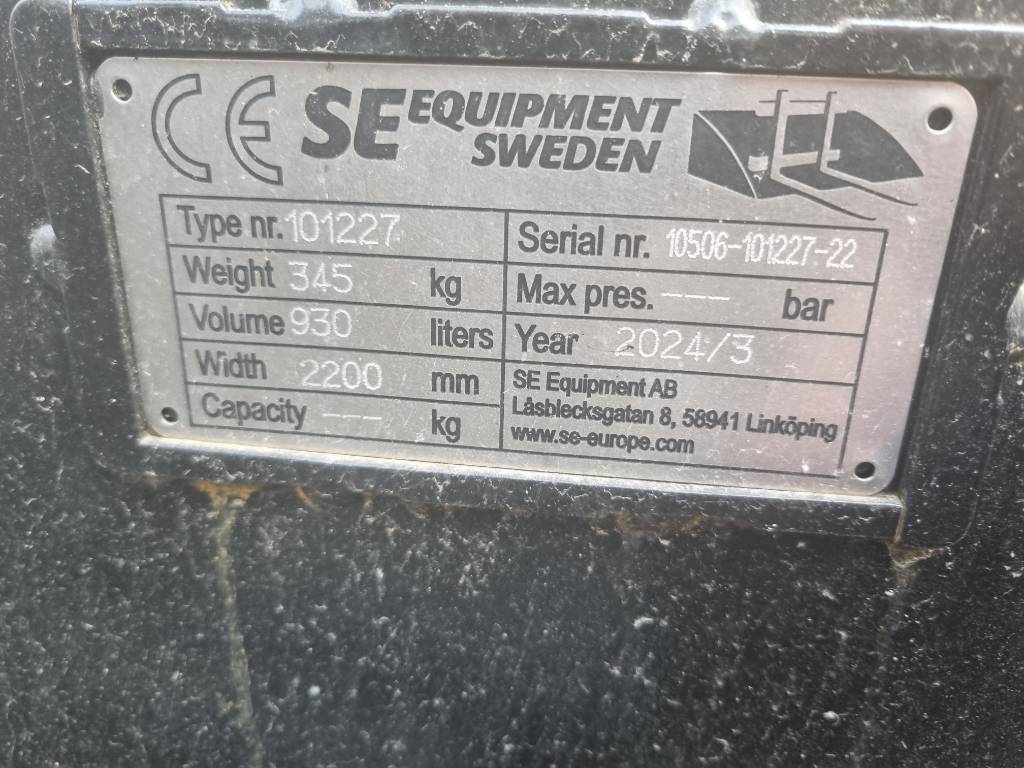 CE SE EQUIPMENT
SWEDEN
Type nr. 101227
Serial nr. 10506-101227-22
Weight 345 kg
Max pres. --- bar
Volume 930 liters
Year 2024/3
Width 2200 mm
SE Equipment AB
Capacity --- kg
Låsblecksgatan 8, 58941 Linköping
www.se-europe.com